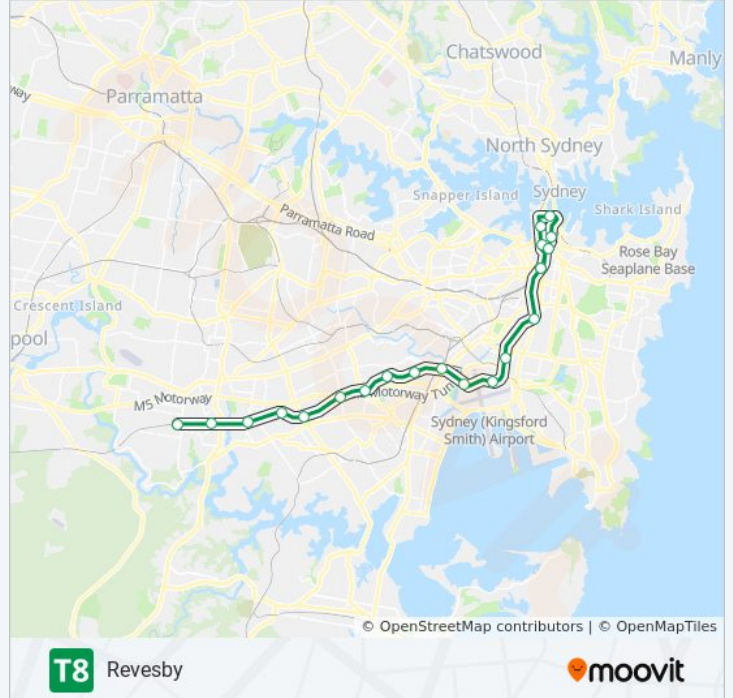 Chatswood
Manly
way
Parramatta
North Sydney
Snapper Island
Sydney
Shark Island
Parramatta Road
Rose Bay
Seaplane Base
Crescent Island
pool
M5 Motorway
Motorway Tun
Sydney (Kingsford
Smith) Airport
© OpenStreetMap contributors | © OpenMapTiles
T8 Revesby
moovit